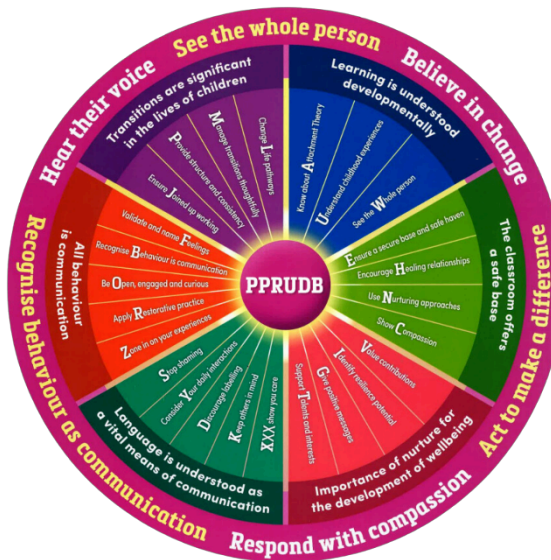 See the whole person
Believe in change
Act to make a difference
Respond with compassion
Recognise behaviour as communication
Hear their voice
PPRUDB
Learning is understood
developmentally
Know about Attachment Theory
Understand childhood experiences
See the Whole person
The classroom offers
a safe base
Ensure a secure base and safe haven
Encourage Healing relationships
Use Nurturing approaches
Show Compassion
Importance of nurture for
the development of wellbeing
Value contributions
Identify resilience potential
Give positive messages
Support Talents and interests
Language is understood as
a vital means of communication
XXX show you care
Keep others in mind
Discourage labelling
Consider Your daily interactions
Stop shaming
All behaviour
is communication
Zone in on your experiences
Apply Restorative practice
Be Open, engaged and curious
Recognise Behaviour is communication
Validate and name Feelings
Transitions are significant
in the lives of children
Ensure Joined up working
Provide structure and consistency
Manage transitions thoughtfully
Change Life pathways